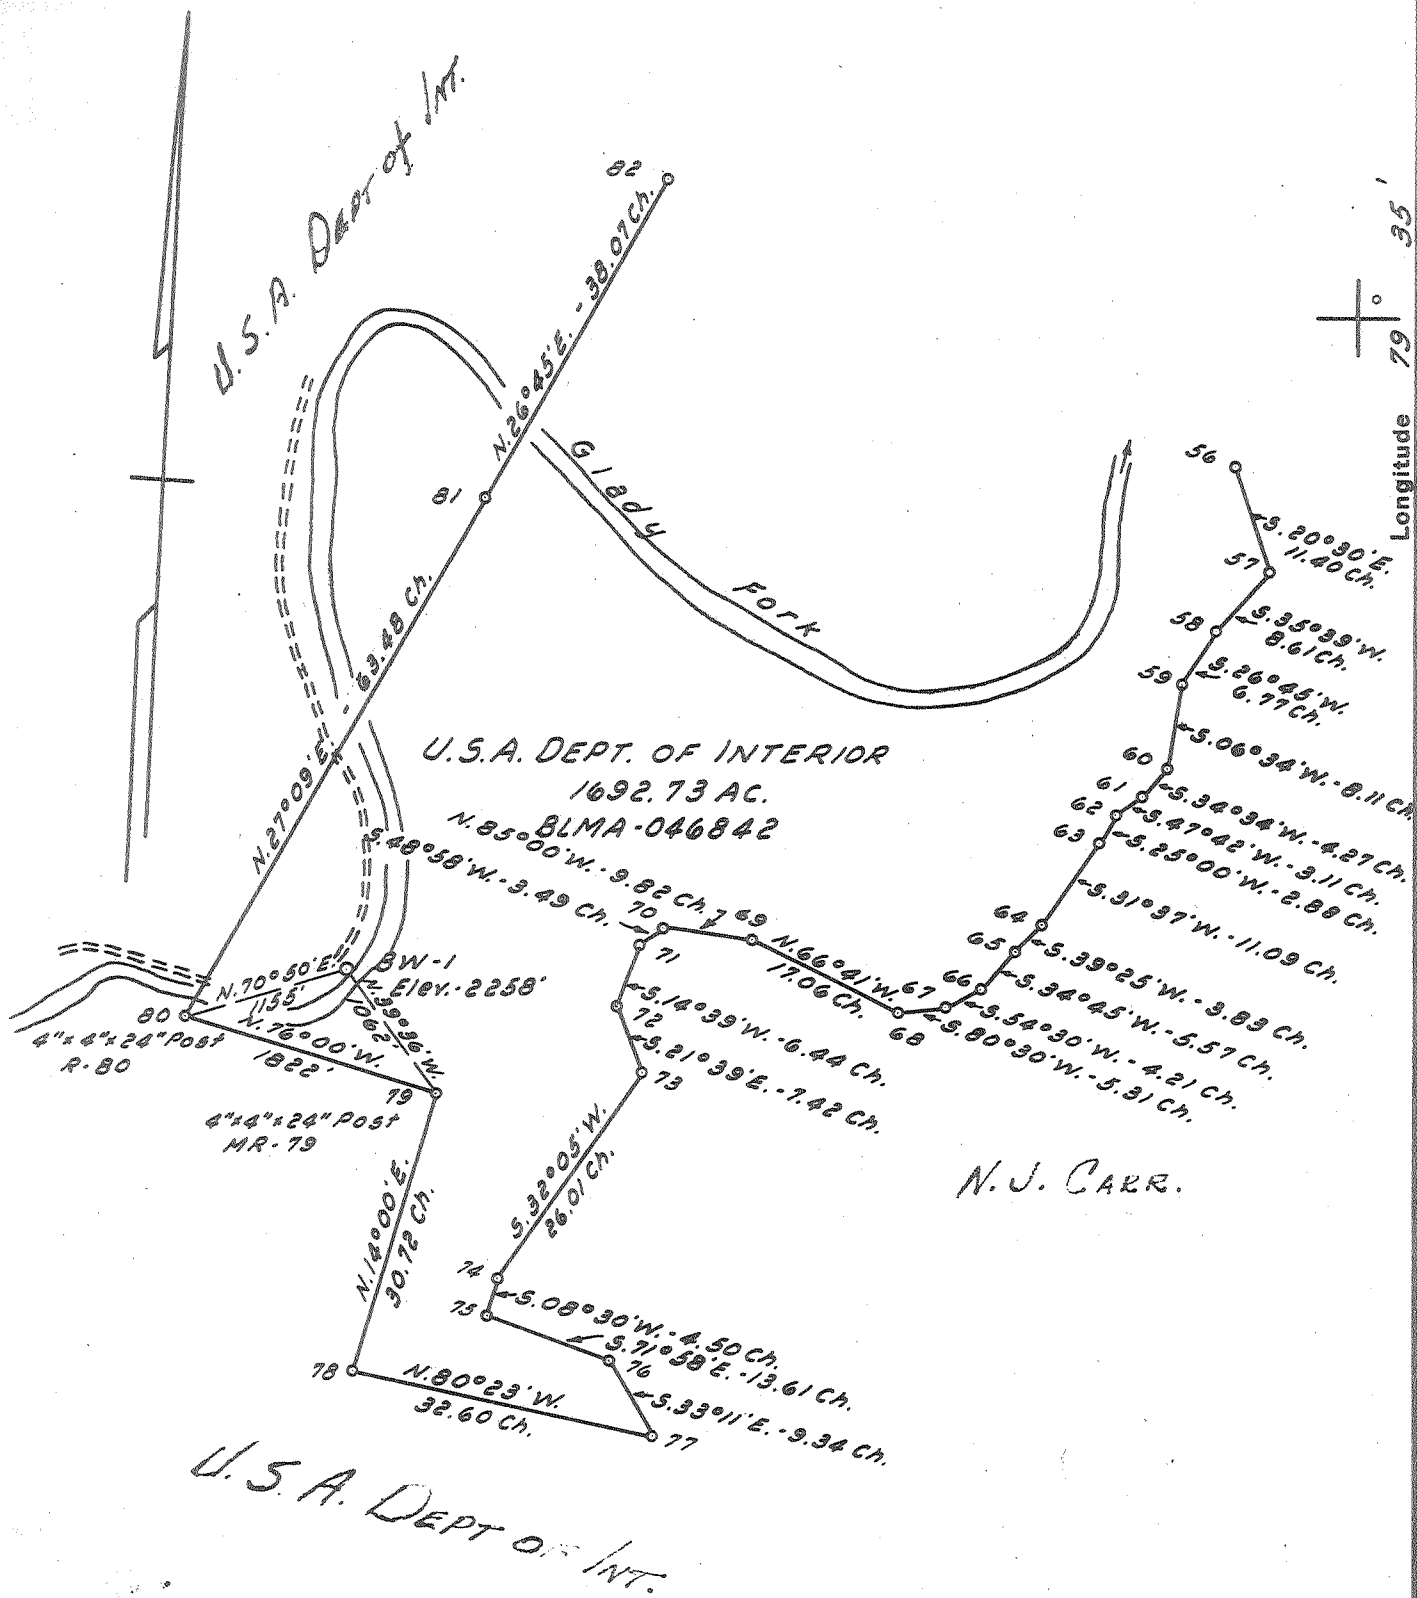 U.S.A. Dept of Int.
82
N.26°45'E. - 38.07 Ch.
81
Glady Fork
N.27°09'E. - 63.48 Ch.
Longitude 79° 35'
56
S.20°30'E.
11.40 Ch.
57
S.35°39'W.
8.61 Ch.
58
S.26°45'W.
6.77 Ch.
59
S.06°34'W. - 8.11 Ch.
60
S.34°34'W. - 4.27 Ch.
61
S.47°42'W. - 3.11 Ch.
62
S.25°00'W. - 2.88 Ch.
63
S.31°37'W. - 11.09 Ch.
64
S.39°25'W. - 3.83 Ch.
65
S.34°45'W. - 5.57 Ch.
66
S.54°30'W. - 4.21 Ch.
67
S.80°30'W. - 5.31 Ch.
68
U.S.A. DEPT. OF INTERIOR
1692.73 AC.
BLMA-046842
N.85°00'W. - 9.82 Ch.
S.48°58'W. - 3.49 Ch.
70
69
N.66°41'W.
17.06 Ch.
71
S.14°39'W. - 6.44 Ch.
72
S.21°39'E. - 7.42 Ch.
73
BW-1
Elev. - 2258'
N.70°50'E.
1155'
N.39°36'W.
1062'
80
N.76°00'W.
1822'
4"x4"x24" Post
R-80
79
4"x4"x24" Post
MR-79
S.32°05'W.
26.01 Ch.
N.J. CARR.
N.14°00'E.
30.72 Ch.
74
S.08°30'W. - 4.50 Ch.
75
S.71°58'E. - 13.61 Ch.
76
S.33°11'E. - 9.34 Ch.
78
N.80°23'W.
32.60 Ch.
77
U.S.A. DEPT OF INT.